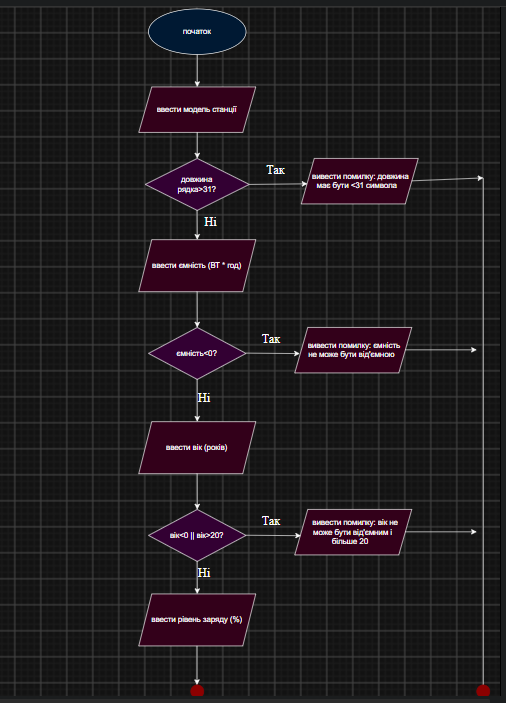 початок
ввести модель станції
довжина
рядка>31?
Так
вивести помилку: довжина
має бути <31 символа
Ні
ввести ємність (ВТ * год)
ємність<0?
Так
вивести помилку: ємність
не може бути від'ємною
Ні
ввести вік (років)
вік<0 || вік>20?
Так
вивести помилку: вік не
може бути від'ємним і
більше 20
Ні
ввести рівень заряду (%)